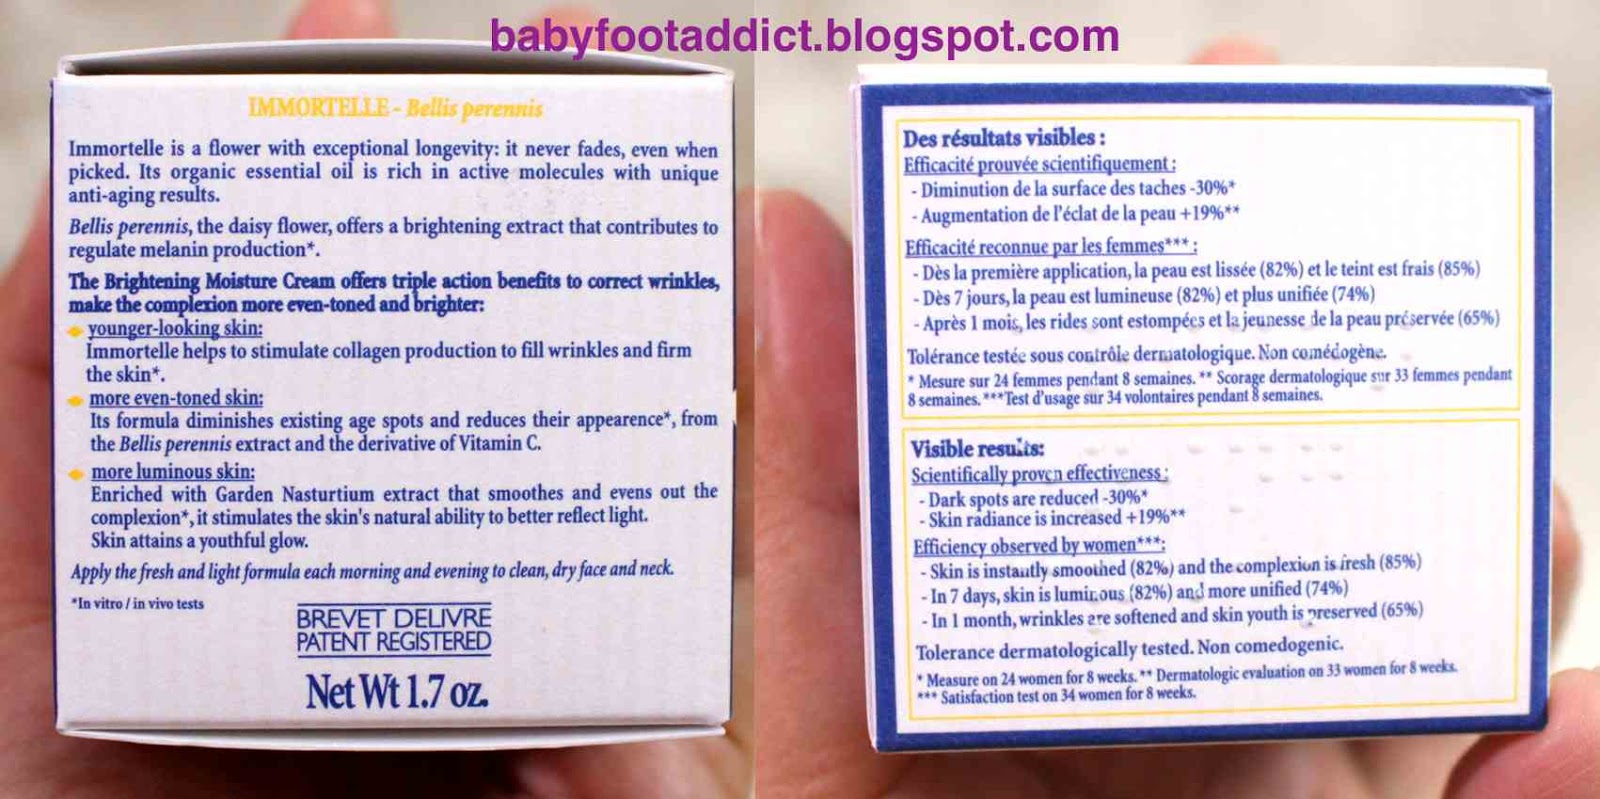 babyfootaddict.blogspot.com
IMMORTELLE - Bellis perennis
Immortelle is a flower with exceptional longevity: it never fades, even when
picked. Its organic essential oil is rich in active molecules with unique
anti-aging results.
Bellis perennis, the daisy flower, offers a brightening extract that contributes to
regulate melanin production*.
The Brightening Moisture Cream offers triple action benefits to correct wrinkles,
make the complexion more even-toned and brighter:
younger-looking skin:
Immortelle helps to stimulate collagen production to fill wrinkles and firm
the skin*.
more even-toned skin:
Its formula diminishes existing age spots and reduces their appearence*, from
the Bellis perennis extract and the derivative of Vitamin C.
more luminous skin:
Enriched with Garden Nasturtium extract that smoothes and evens out the
complexion*, it stimulates the skin's natural ability to better reflect light.
Skin attains a youthful glow.
Apply the fresh and light formula each morning and evening to clean, dry face and neck.
*In vitro / in vivo tests
BREVET DELIVRE
PATENT REGISTERED
Net Wt 1.7 oz.
Des résultats visibles :
Efficacité prouvée scientifiquement :
- Diminution de la surface des taches -30%*
- Augmentation de l'éclat de la peau +19%**
Efficacité reconnue par les femmes*** :
- Dès la première application, la peau est lissée (82%) et le teint est frais (85%)
- Dès 7 jours, la peau est lumineuse (82%) et plus unifiée (74%)
- Après 1 mois, les rides sont estompées et la jeunesse de la peau préservée (65%)
Tolérance testée sous contrôle dermatologique. Non comédogène.
* Mesure sur 24 femmes pendant 8 semaines. ** Scorage dermatologique sur 33 femmes pendant
8 semaines. ***Test d'usage sur 34 volontaires pendant 8 semaines.
Visible results:
Scientifically proven effectiveness :
- Dark spots are reduced -30%*
- Skin radiance is increased +19%**
Efficiency observed by women***:
- Skin is instantly smoothed (82%) and the complexion is fresh (85%)
- In 7 days, skin is luminous (82%) and more unified (74%)
- In 1 month, wrinkles are softened and skin youth is preserved (65%)
Tolerance dermatologically tested. Non comedogenic.
* Measure on 24 women for 8 weeks. ** Dermatologic evaluation on 33 women for 8 weeks.
*** Satisfaction test on 34 women for 8 weeks.